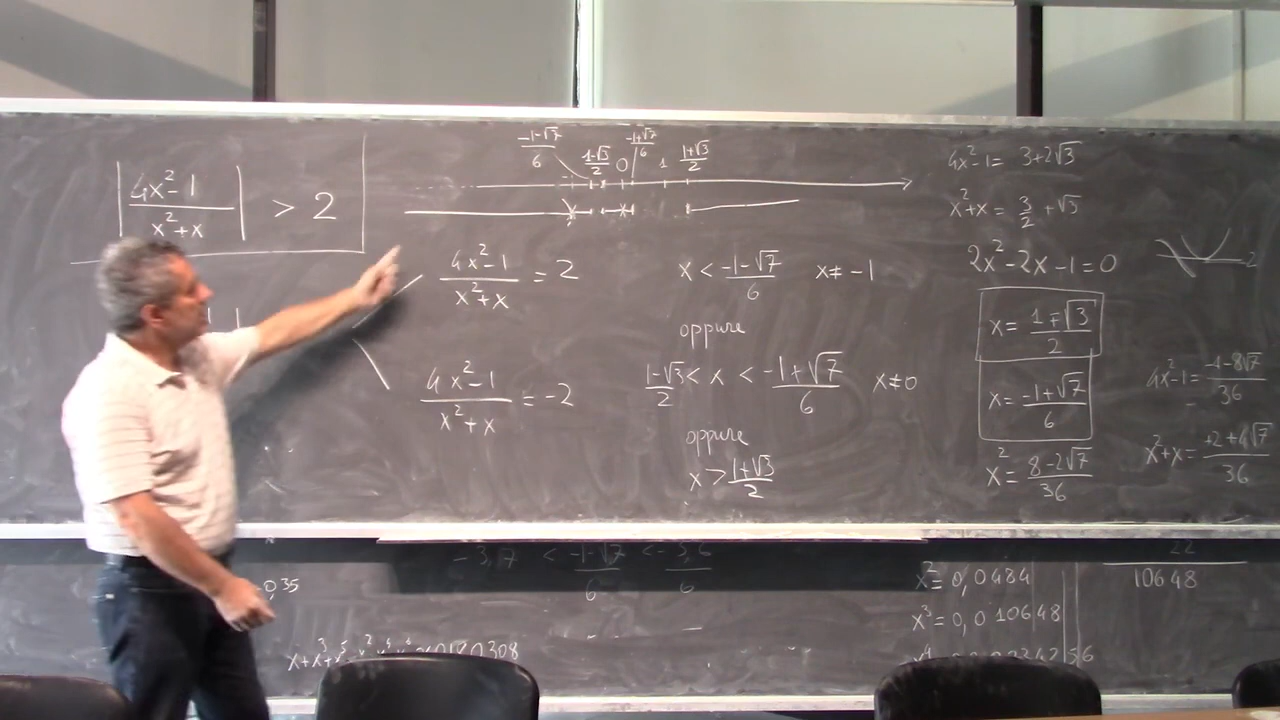 |4x²-1 / x²+x| > 2
-1-√7/6 1-√3/2 0 -1+√7/6 1 1+√3/2
4x²-1 / x²+x = 2
4x²-1 / x²+x = -2
x < -1-√7/6 x≠-1
oppure
1-√3/2 < x < -1+√7/6 x≠0
oppure
x > 1+√3/2
4x²-1= 3+2√3
x²+x = 3/2 + √3
2x²-2x-1=0
x= 1∓√3/2
x= -1+√7/6
x²= 8-2√7/36
4x²-1= -4-8√7/36
x²+x= +2+4√7/36
-3,7 < -1-√7/6 < -3,6/6
0,35
x²= 0,0484
x³= 0,010648
22
10648